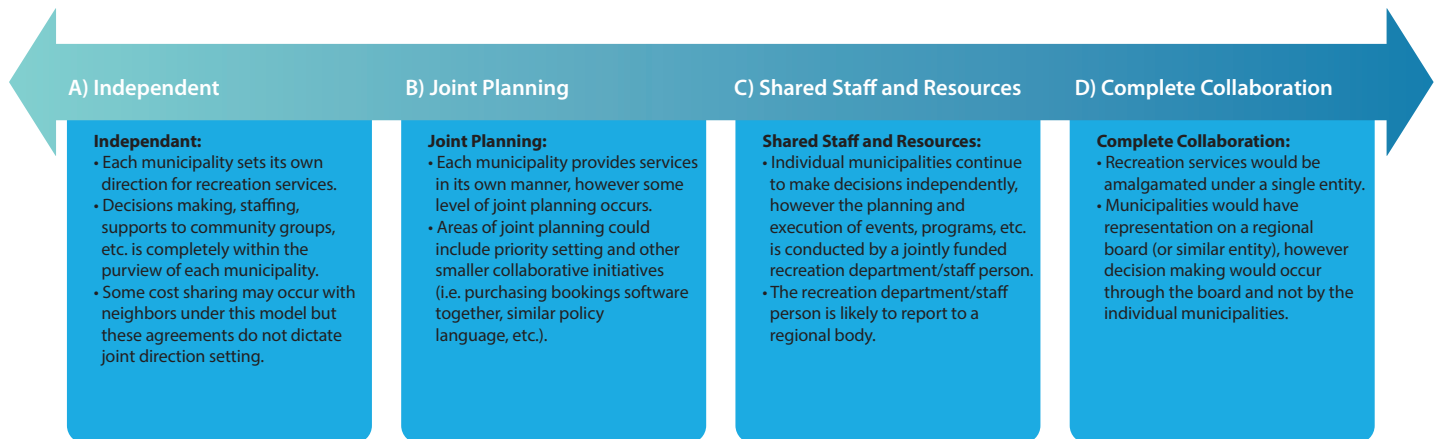 A) Independent
B) Joint Planning
C) Shared Staff and Resources
D) Complete Collaboration
Independant:
• Each municipality sets its own
direction for recreation services.
• Decisions making, staffing,
supports to community groups,
etc. is completely within the
purview of each municipality.
• Some cost sharing may occur with
neighbors under this model but
these agreements do not dictate
joint direction setting.
Joint Planning:
• Each municipality provides services
in its own manner, however some
level of joint planning occurs.
• Areas of joint planning could
include priority setting and other
smaller collaborative initiatives
(i.e. purchasing bookings software
together, similar policy
language, etc.).
Shared Staff and Resources:
• Individual municipalities continue
to make decisions independently,
however the planning and
execution of events, programs, etc.
is conducted by a jointly funded
recreation department/staff person.
• The recreation department/staff
person is likely to report to a
regional body.
Complete Collaboration:
• Recreation services would be
amalgamated under a single entity.
• Municipalities would have
representation on a regional
board (or similar entity), however
decision making would occur
through the board and not by the
individual municipalities.